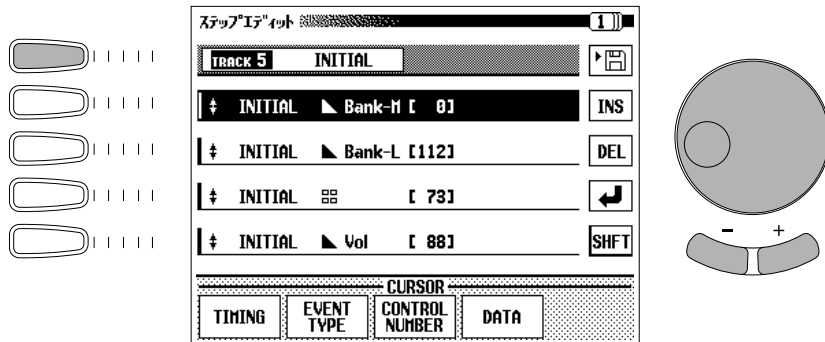 ステップエディット
1
TRACK 5 INITIAL
INITIAL Bank-M [ 0] INS
INITIAL Bank-L [112] DEL
INITIAL [ 73]
INITIAL Vol [ 88] SHFT
CURSOR
TIMING EVENT TYPE CONTROL NUMBER DATA
- +